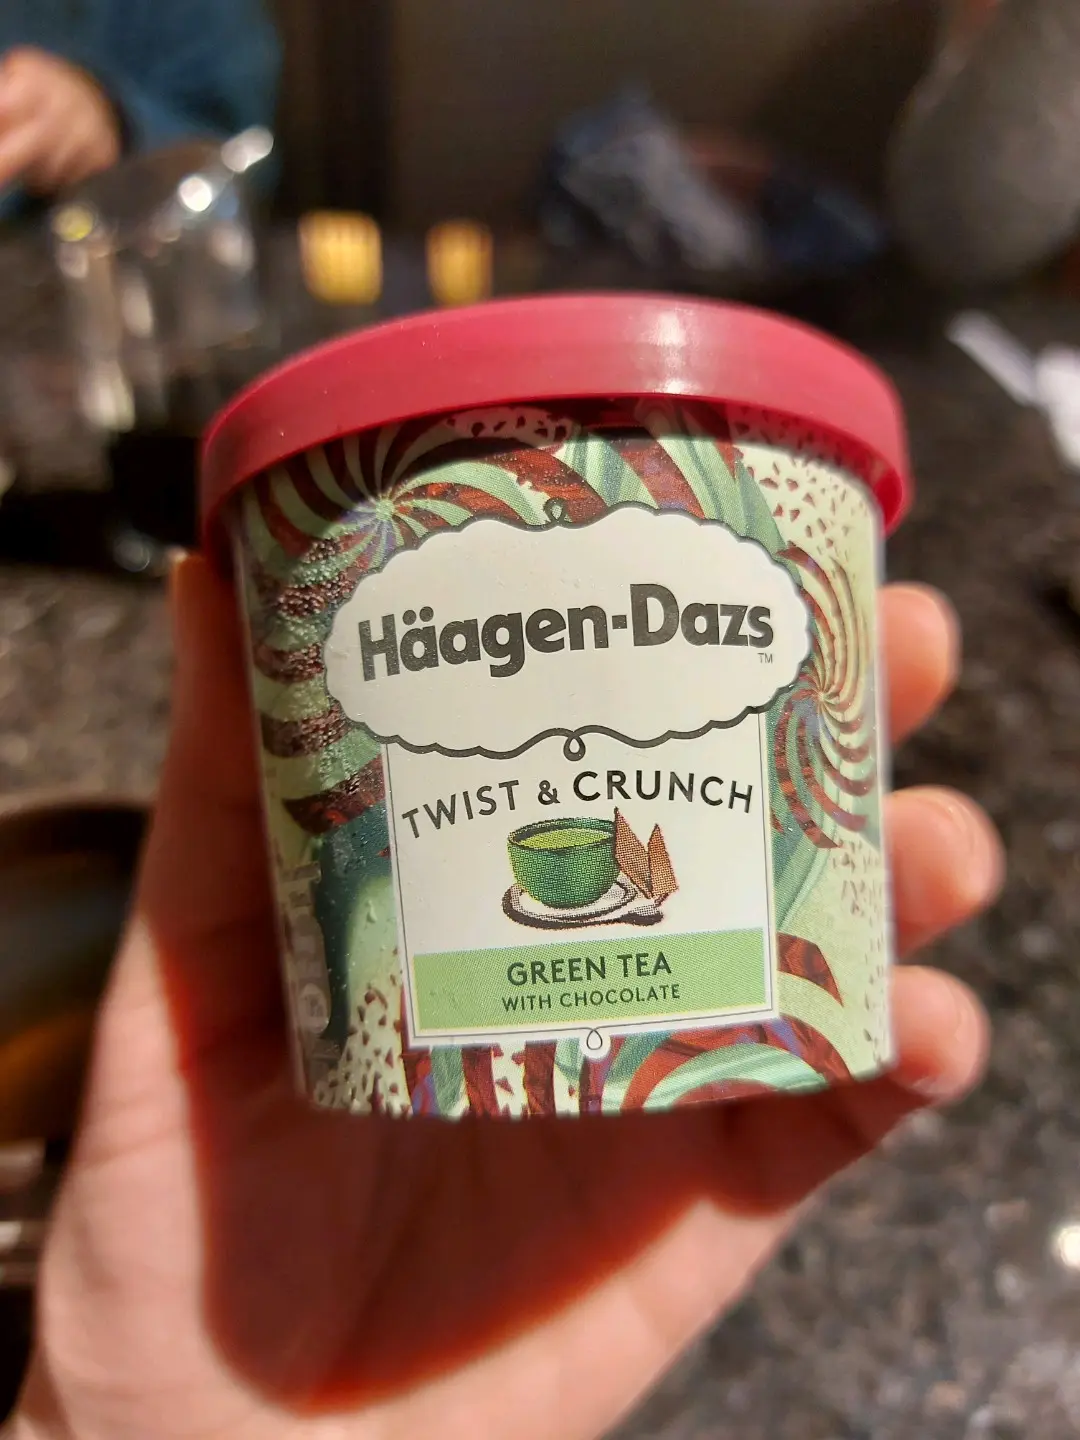 Häagen-Dazs
TM
TWIST & CRUNCH
GREEN TEA
WITH CHOCOLATE